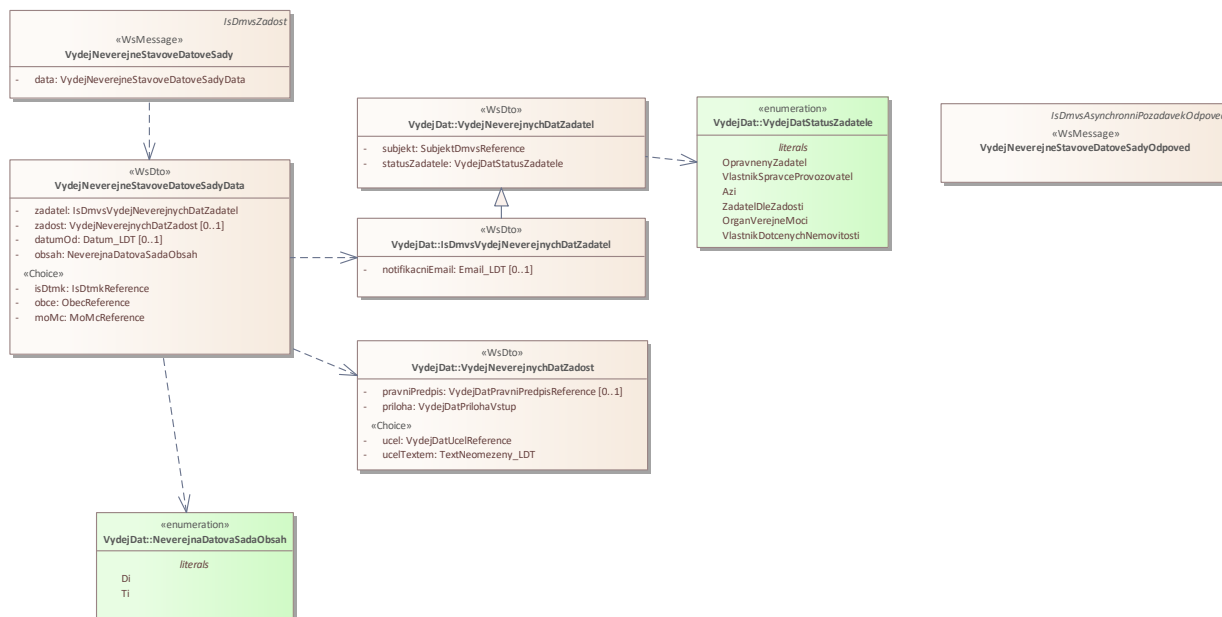 IsDmvsZadost
«WsMessage»
VydejNeverejneStavoveDatoveSady
- data: VydejNeverejneStavoveDatoveSadyData
«WsDto»
VydejNeverejneStavoveDatoveSadyData
- zadatel: IsDmvsVydejNeverejnychDatZadatel
- zadost: VydejNeverejnychDatZadost [0..1]
- datumOd: Datum_LDT [0..1]
- obsah: NeverejnaDatovaSadaObsah
«Choice»
- isDtmk: IsDtmkReference
- obce: ObecReference
- moMc: MoMcReference
«WsDto»
VydejDat::VydejNeverejnychDatZadatel
- subjekt: SubjektDmvsReference
- statusZadatele: VydejDatStatusZadatele
«enumeration»
VydejDat::VydejDatStatusZadatele
literals
OpravnenyZadatel
VlastnikSpravceProvozovatel
Azi
ZadatelDleZadosti
OrganVerejneMoci
VlastnikDotcenychNemovitosti
IsDmvsAsynchronniPozadavekOdpoved
«WsMessage»
VydejNeverejneStavoveDatoveSadyOdpoved
«WsDto»
VydejDat::IsDmvsVydejNeverejnychDatZadatel
- notifikacniEmail: Email_LDT [0..1]
«WsDto»
VydejDat::VydejNeverejnychDatZadost
- pravniPredpis: VydejDatPravniPredpisReference [0..1]
- priloha: VydejDatPrilohaVstup
«Choice»
- ucel: VydejDatUcelReference
- ucelTextem: TextNeomezeny_LDT
«enumeration»
VydejDat::NeverejnaDatovaSadaObsah
literals
Di
Ti